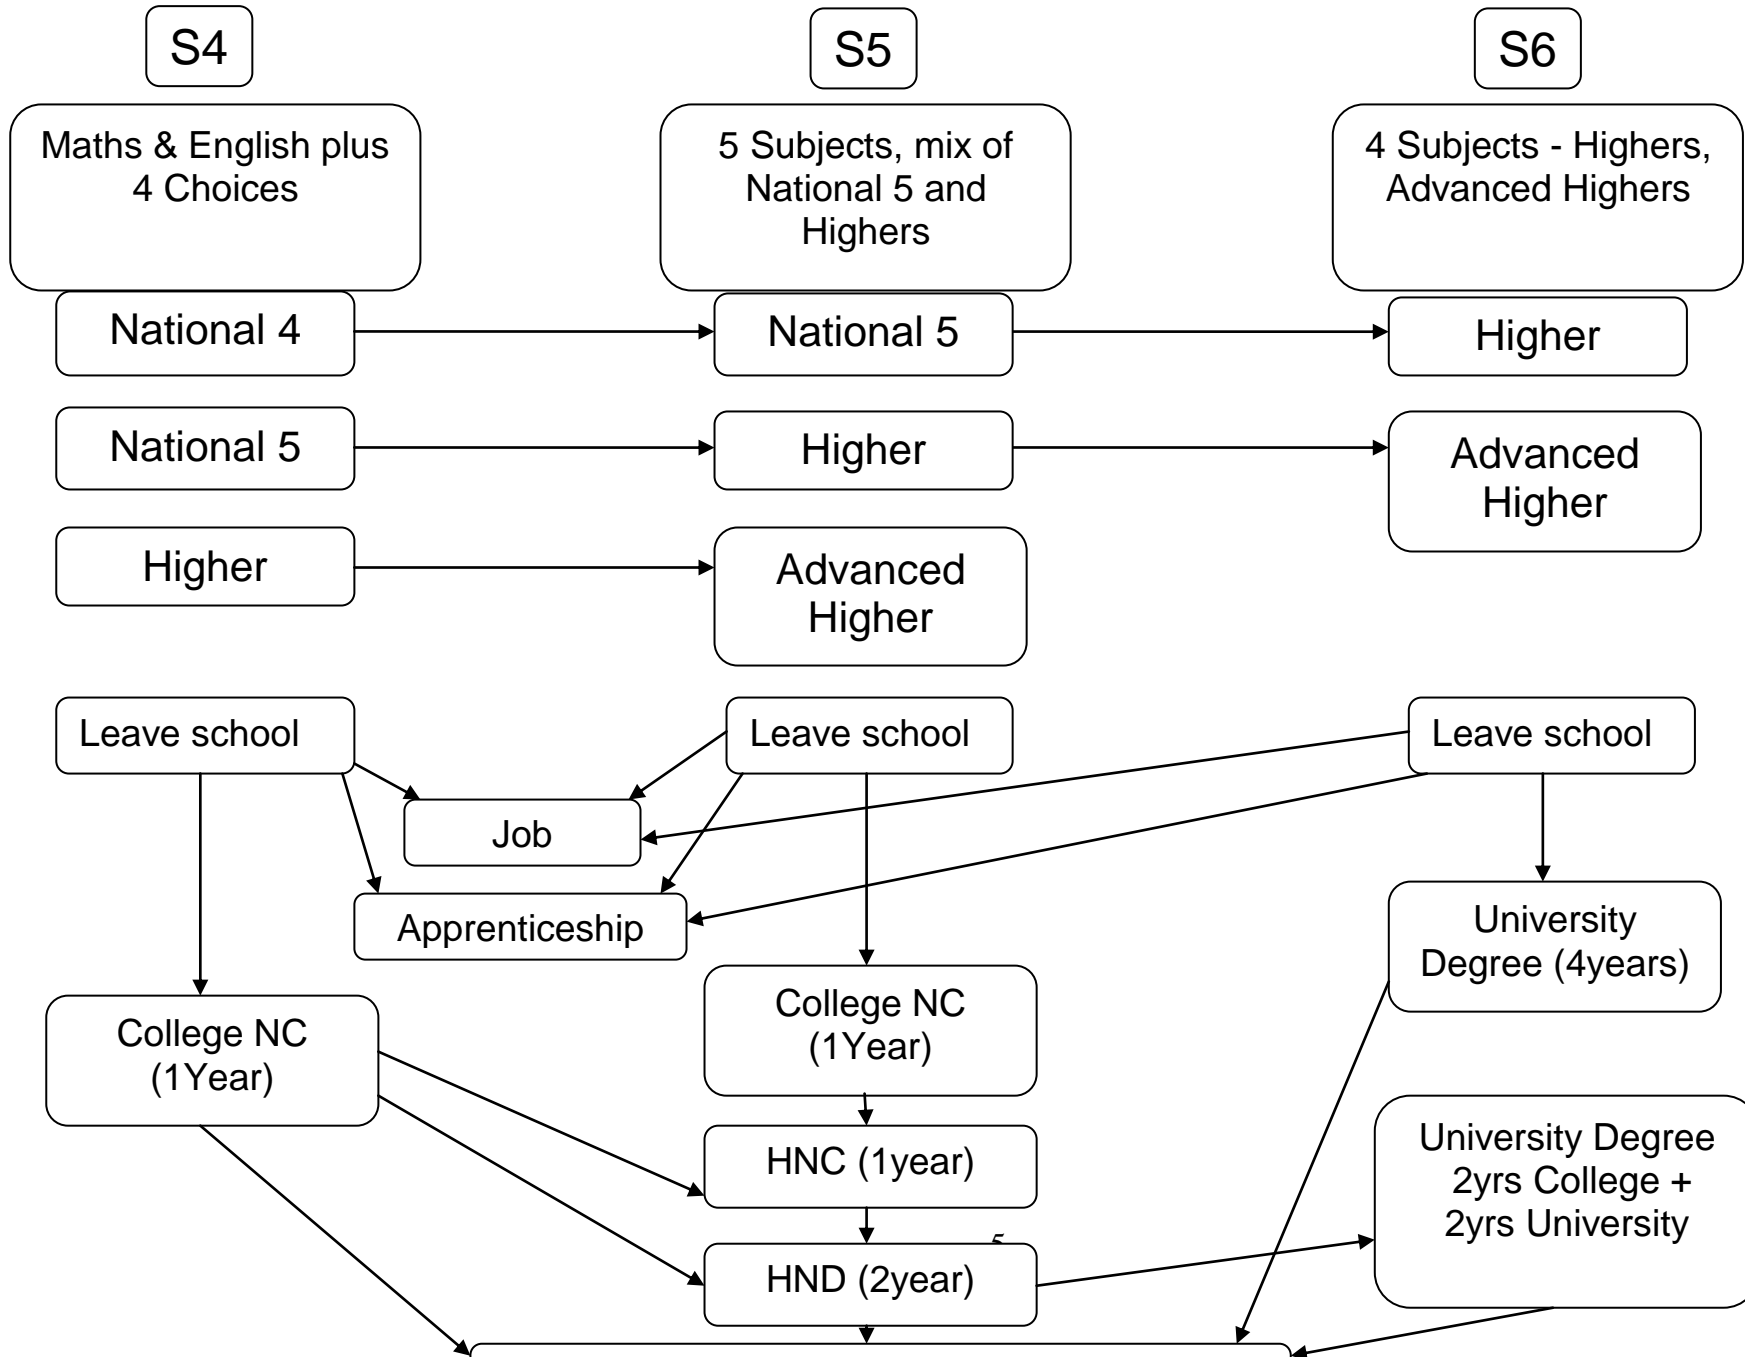 S4
S5
S6
Maths & English plus
4 Choices
5 Subjects, mix of
National 5 and
Highers
4 Subjects - Highers,
Advanced Highers
National 4
National 5
Higher
National 5
Higher
Advanced
Higher
Higher
Advanced
Higher
Leave school
Leave school
Leave school
Job
Apprenticeship
University
Degree (4years)
College NC
(1Year)
College NC
(1Year)
HNC (1year)
University Degree
2yrs College +
2yrs University
HND (2year)